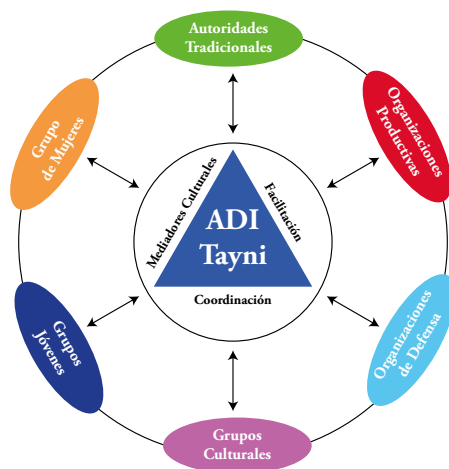 Autoridades
Tradicionales
Grupo
de Mujeres
Organizaciones
Productivas
Mediadores Culturales
Facilitación
ADI
Tayni
Coordinación
Grupos
Jóvenes
Organizaciones
de Defensa
Grupos
Culturales